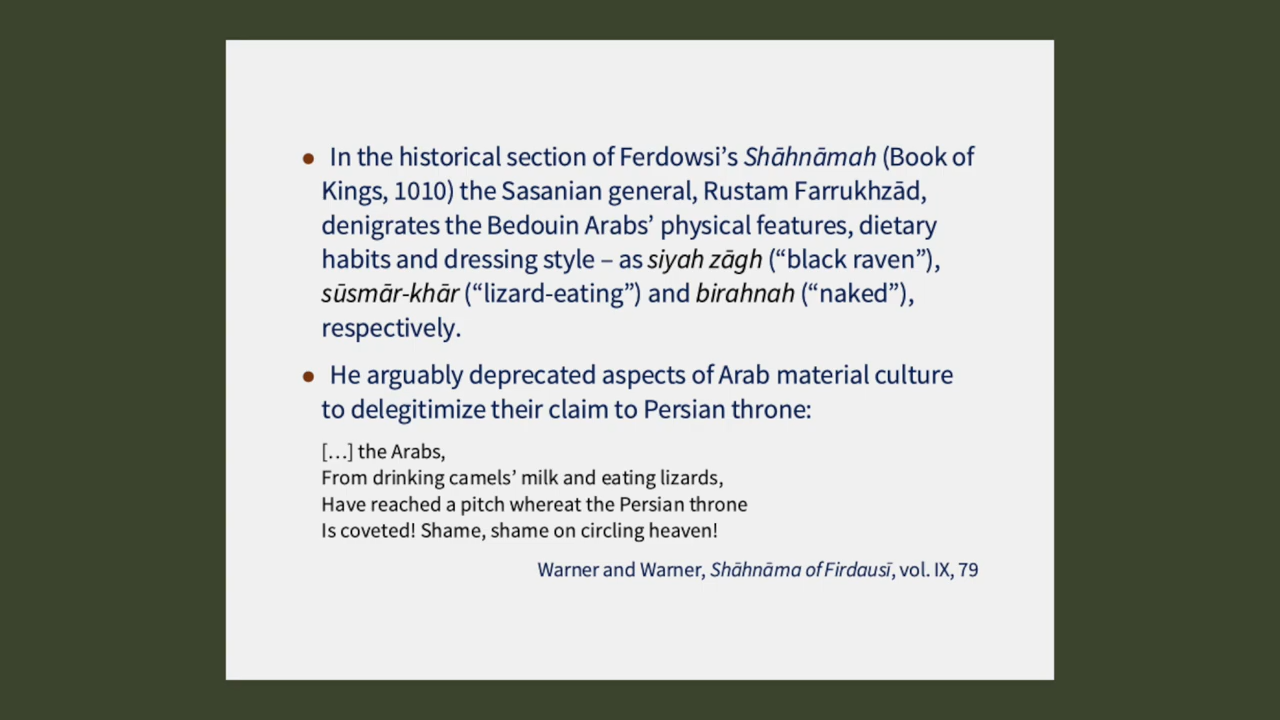 • In the historical section of Ferdowsi’s Shāhnāmah (Book of
Kings, 1010) the Sasanian general, Rustam Farrukhzād,
denigrates the Bedouin Arabs’ physical features, dietary
habits and dressing style – as siyah zāgh (“black raven”),
sūsmār-khār (“lizard-eating”) and birahnah (“naked”),
respectively.
• He arguably deprecated aspects of Arab material culture
to delegitimize their claim to Persian throne:
[…] the Arabs,
From drinking camels’ milk and eating lizards,
Have reached a pitch whereat the Persian throne
Is coveted! Shame, shame on circling heaven!
Warner and Warner, Shāhnāma of Firdausī, vol. IX, 79